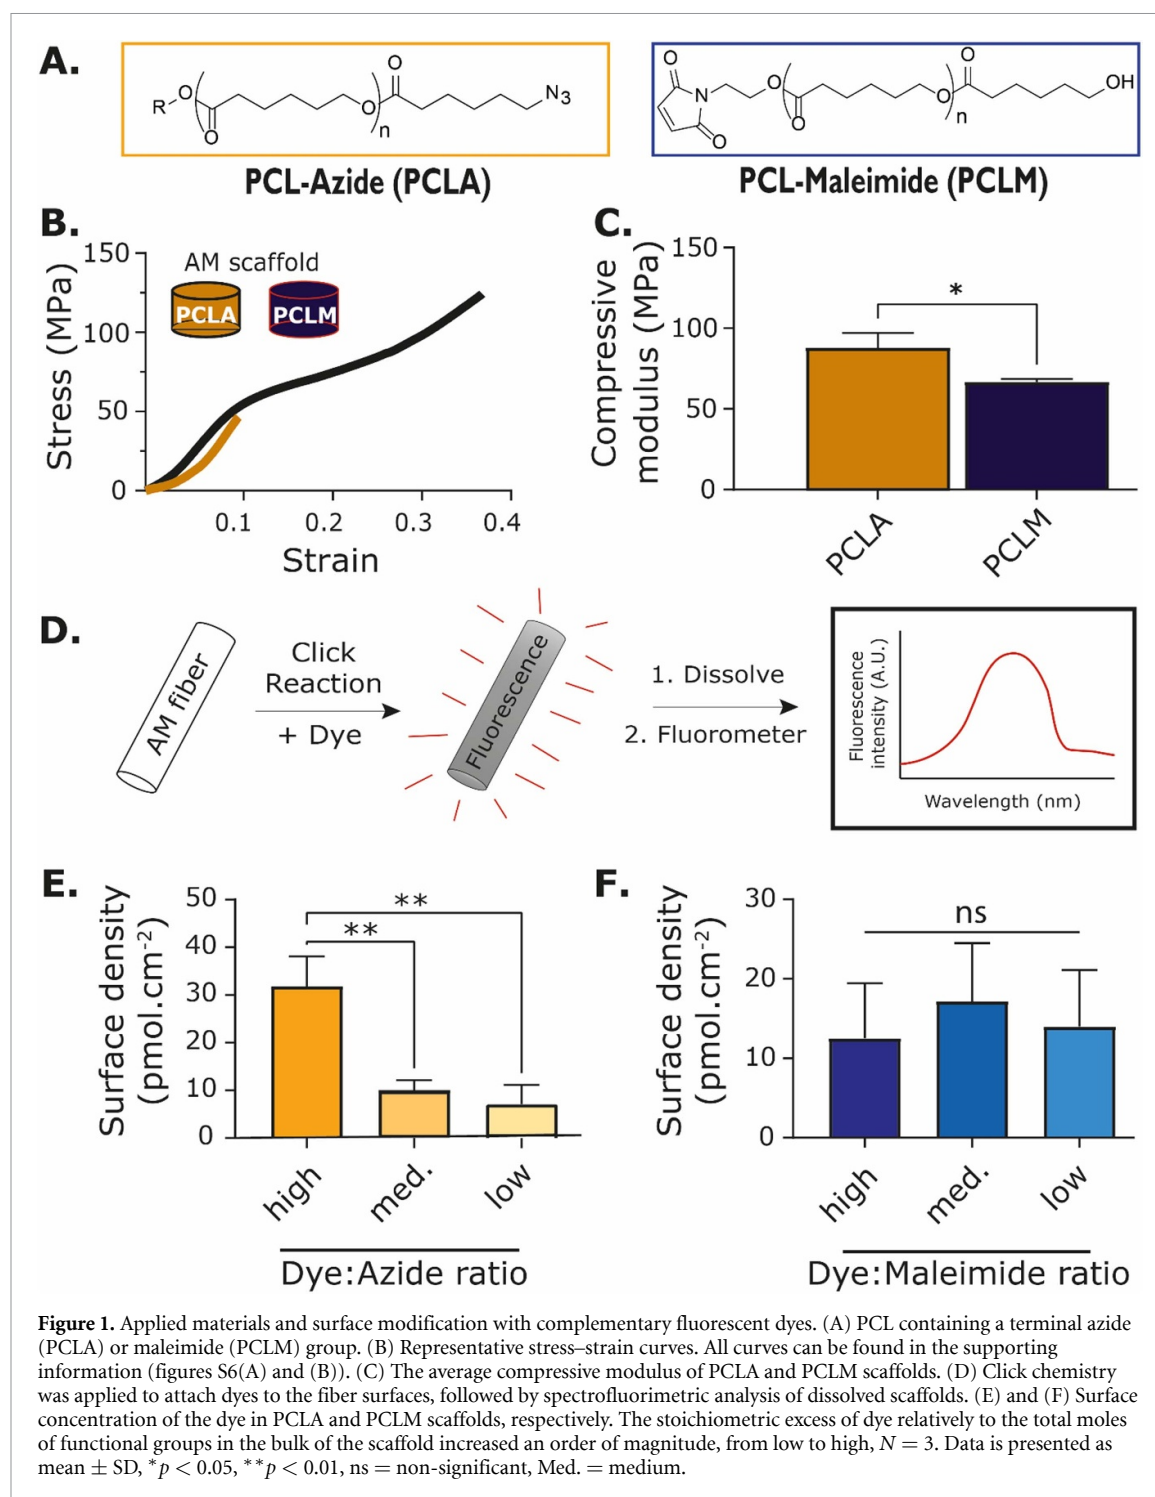 A.
R
O
O
O
O
N3
n
PCL-Azide (PCLA)
O
N
O
O
O
O
O
OH
n
PCL-Maleimide (PCLM)
B.
Stress (MPa)
150
100
50
0
AM scaffold
PCLA
PCLM
0.1
0.2
0.3
0.4
Strain
C.
Compressive
modulus (MPa)
150
100
50
0
*
PCLA
PCLM
D.
AM fiber
Click
Reaction
+ Dye
Fluorescence
1. Dissolve
2. Fluorometer
Fluorescence
intensity (A.U.)
Wavelength (nm)
E.
Surface density
(pmol.cm-2)
50
40
30
20
10
0
**
**
high
med.
low
Dye:Azide ratio
F.
Surface density
(pmol.cm-2)
30
20
10
0
ns
high
med.
low
Dye:Maleimide ratio
Figure 1. Applied materials and surface modification with complementary fluorescent dyes. (A) PCL containing a terminal azide
(PCLA) or maleimide (PCLM) group. (B) Representative stress–strain curves. All curves can be found in the supporting
information (figures S6(A) and (B)). (C) The average compressive modulus of PCLA and PCLM scaffolds. (D) Click chemistry
was applied to attach dyes to the fiber surfaces, followed by spectrofluorimetric analysis of dissolved scaffolds. (E) and (F) Surface
concentration of the dye in PCLA and PCLM scaffolds, respectively. The stoichiometric excess of dye relatively to the total moles
of functional groups in the bulk of the scaffold increased an order of magnitude, from low to high, N = 3. Data is presented as
mean ± SD, *p < 0.05, **p < 0.01, ns = non-significant, Med. = medium.